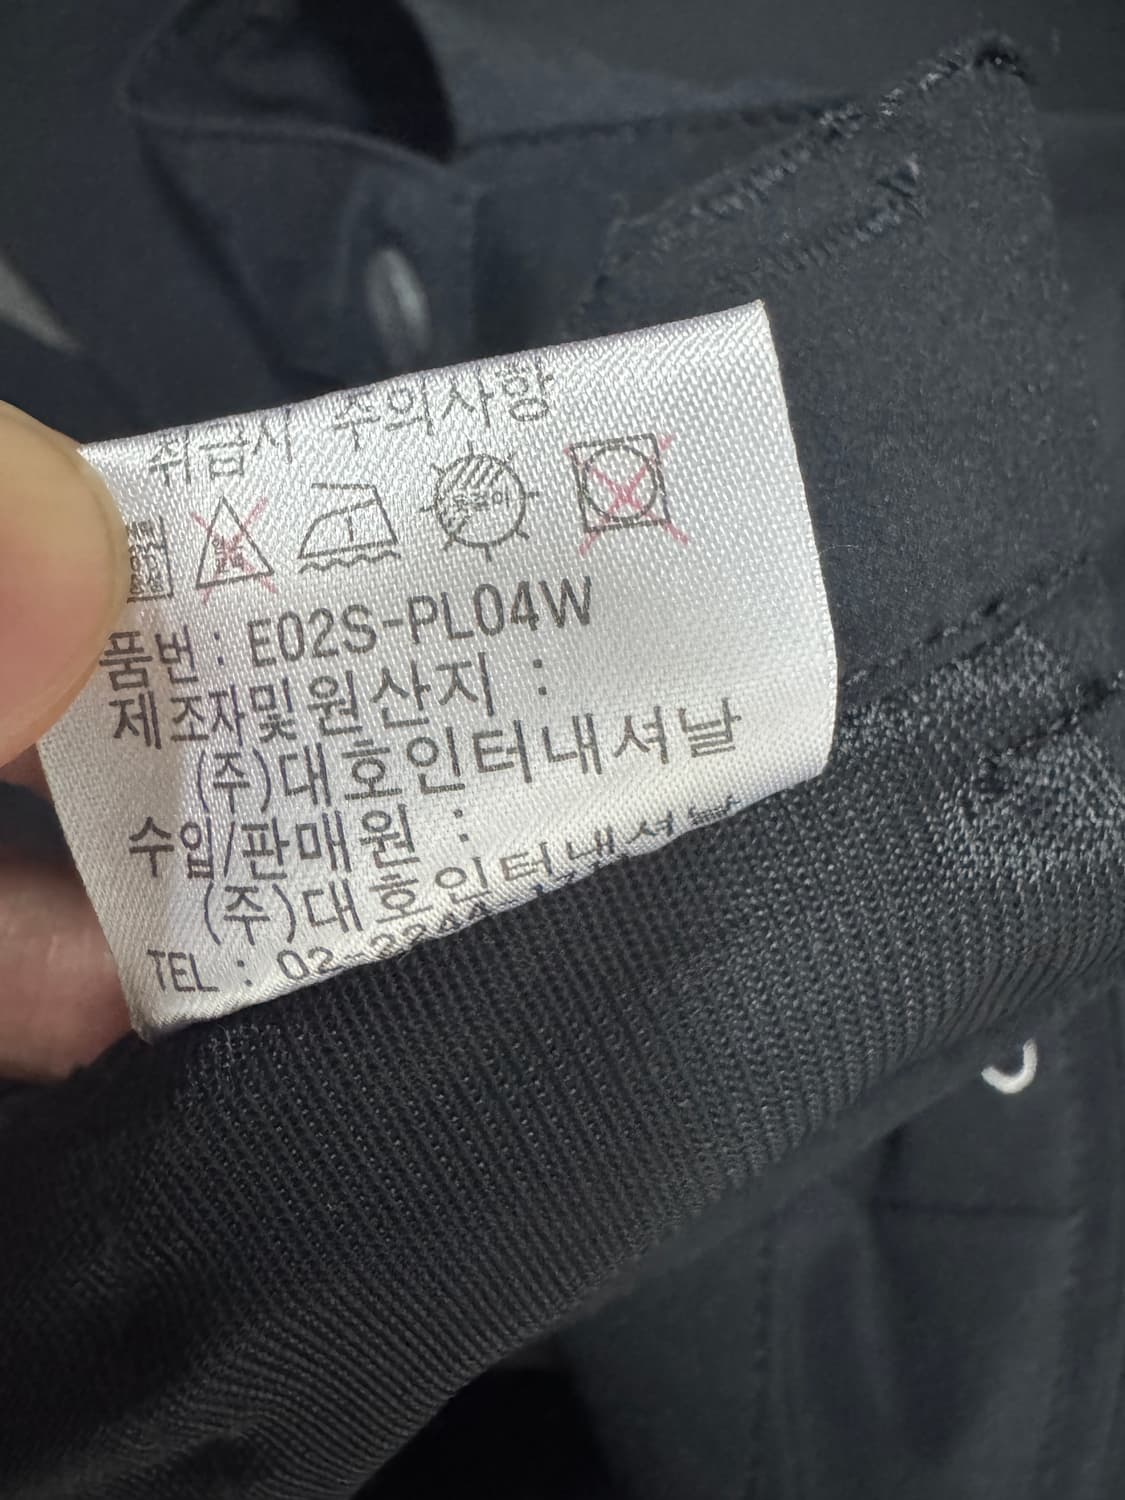 취급시 주의사항
품번 : E02S-PL04W
제조자및원산지 :
(주)대호인터내셔날
수입/판매원 :
(주)대호인터내셔날
TEL : 02